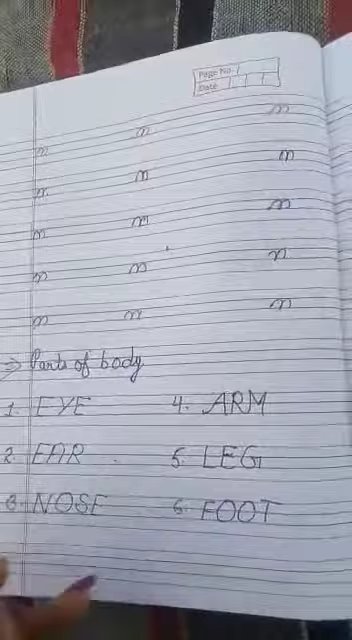 Page No.
Date
m m m
m m m
m m m
m m m
m m m
⇒ Parts of body
1. EYE 4. ARM
2. EAR 5. LEG
3. NOSE 6. FOOT